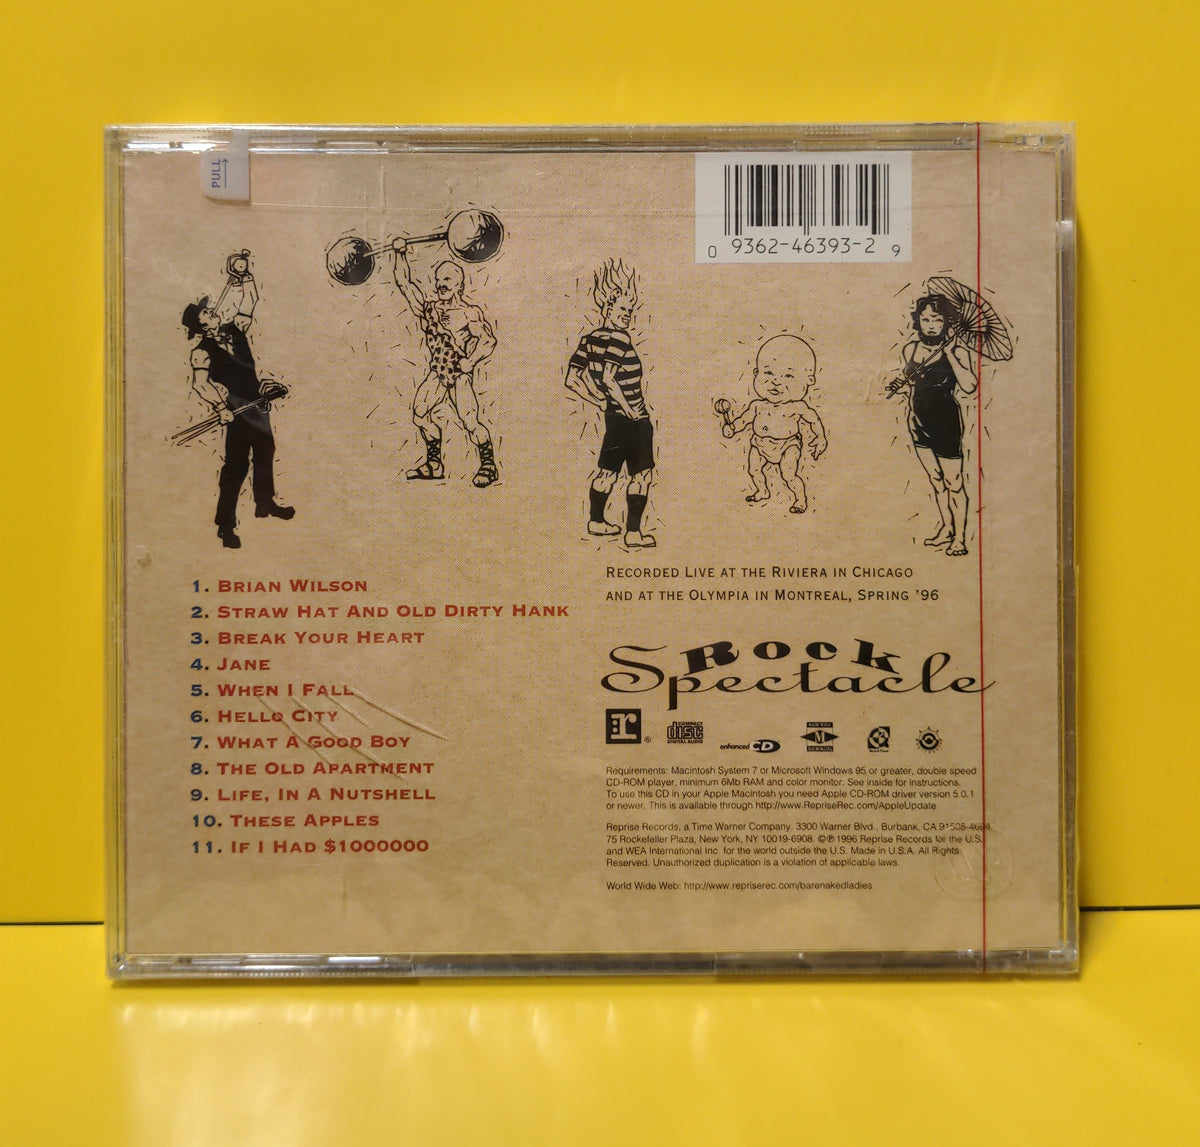 PULL
0 9362-46393-2 9
1. BRIAN WILSON
2. STRAW HAT AND OLD DIRTY HANK
3. BREAK YOUR HEART
4. JANE
5. WHEN I FALL
6. HELLO CITY
7. WHAT A GOOD BOY
8. THE OLD APARTMENT
9. LIFE, IN A NUTSHELL
10. THESE APPLES
11. IF I HAD $1000000
RECORDED LIVE AT THE RIVIERA IN CHICAGO
AND AT THE OLYMPIA IN MONTREAL, SPRING '96
Rock
Spectacle
r ®
COMPACT
disc
DIGITAL AUDIO
enhanced CD
M
Requirements: Macintosh System 7 or Microsoft Windows 95 or greater, double speed
CD-ROM player, minimum 6Mb RAM and color monitor. See inside for instructions.
To use this CD in your Apple Macintosh you need Apple CD-ROM driver version 5.0.1
or newer. This is available through http://www.RepriseRec.com/AppleUpdate
Reprise Records, a Time Warner Company. 3300 Warner Blvd., Burbank, CA 91505-4694.
75 Rockefeller Plaza, New York, NY 10019-6908. ©℗ 1996 Reprise Records for the U.S.
and WEA International Inc. for the world outside the U.S. Made in U.S.A. All Rights
Reserved. Unauthorized duplication is a violation of applicable laws.
World Wide Web: http://www.repriserec.com/barenakedladies